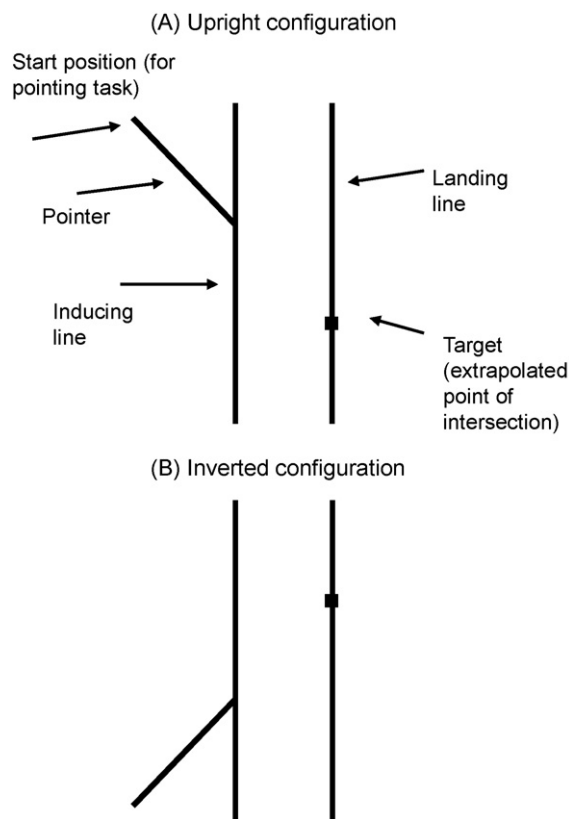 (A) Upright configuration
Start position (for
pointing task)
Pointer
Landing
line
Inducing
line
Target
(extrapolated
point of
intersection)
(B) Inverted configuration